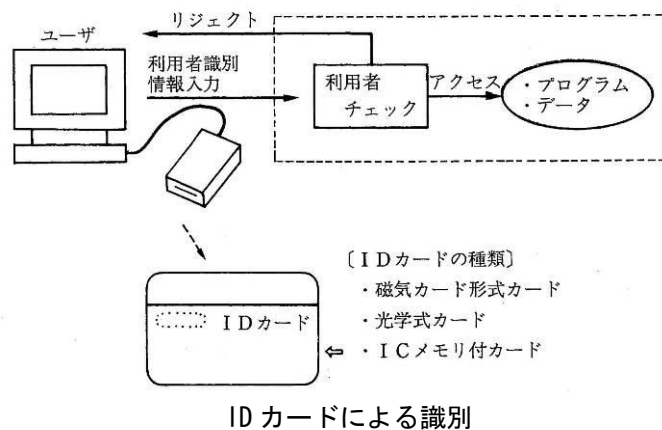 リジェクト
ユーザ
利用者識別
情報入力
利用者
チェック
アクセス
・プログラム
・データ
〔ＩＤカードの種類〕
・磁気カード形式カード
・光学式カード
⇦ ・ＩＣメモリ付カード
ＩＤカード
IDカードによる識別